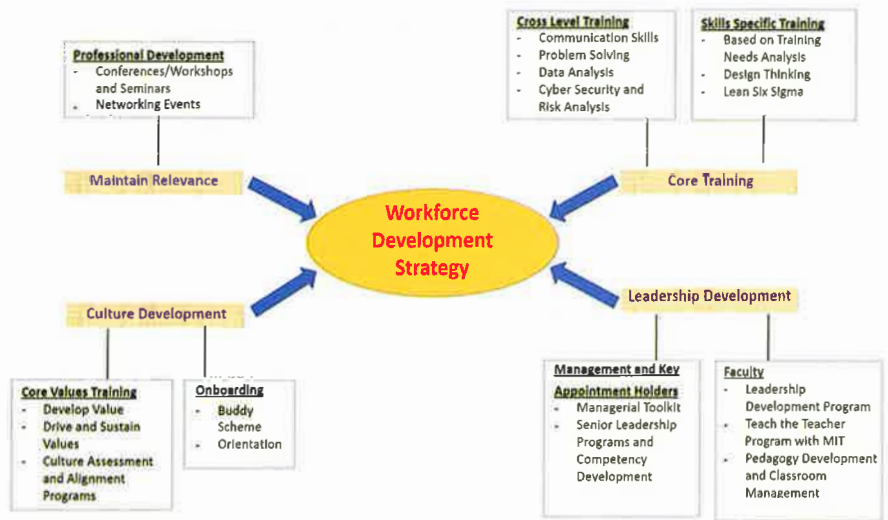 Professional Development
- Conferences/Workshops
and Seminars
- Networking Events
Maintain Relevance
Cross Level Training
- Communication Skills
- Problem Solving
- Data Analysis
- Cyber Security and
Risk Analysis
Skills Specific Training
- Based on Training
Needs Analysis
- Design Thinking
- Lean Six Sigma
Core Training
Workforce
Development
Strategy
Culture Development
Core Values Training
- Develop Value
- Drive and Sustain
Values
- Culture Assessment
and Alignment
Programs
Onboarding
- Buddy
Scheme
- Orientation
Leadership Development
Management and Key
Appointment Holders
- Managerial Toolkit
- Senior Leadership
Programs and
Competency
Development
Faculty
- Leadership
Development Program
- Teach the Teacher
Program with MIT
- Pedagogy Development
and Classroom
Management